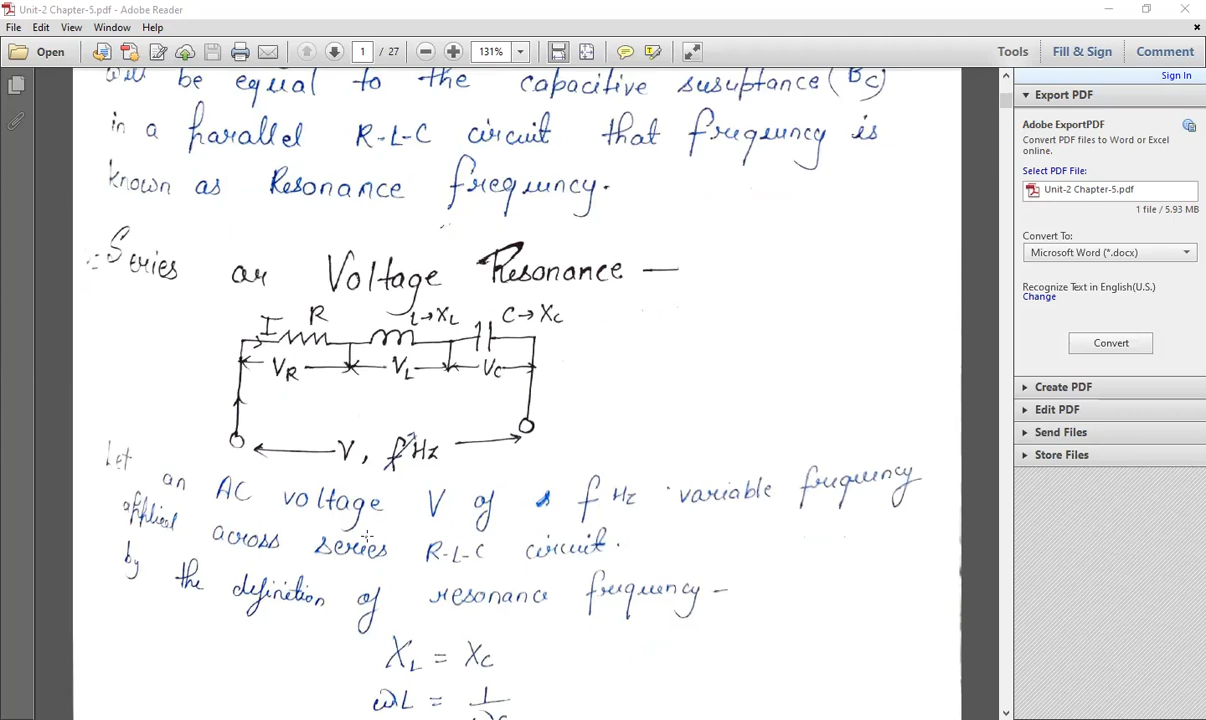 Unit-2 Chapter-5.pdf - Adobe Reader
File Edit View Window Help
Open 1 / 27 131% Tools Fill & Sign Comment
will be equal to the capacitive susuptance (BC)
in a parallel R-L-C circuit that frequency is
known as Resonance frequency.
Series or Voltage Resonance —
I R L→XL C→XC
VR VL VC
V, f Hz
Let
an AC voltage V of f Hz variable frequency
applied across series R-L-C circuit.
by the definition of resonance frequency –
XL = XC
ωL = 1
ωC
Sign In
Export PDF
Adobe ExportPDF
Convert PDF files to Word or Excel
online.
Select PDF File:
Unit-2 Chapter-5.pdf
1 file / 5.93 MB
Convert To:
Microsoft Word (*.docx)
Recognize Text in English(U.S.)
Change
Convert
Create PDF
Edit PDF
Send Files
Store Files